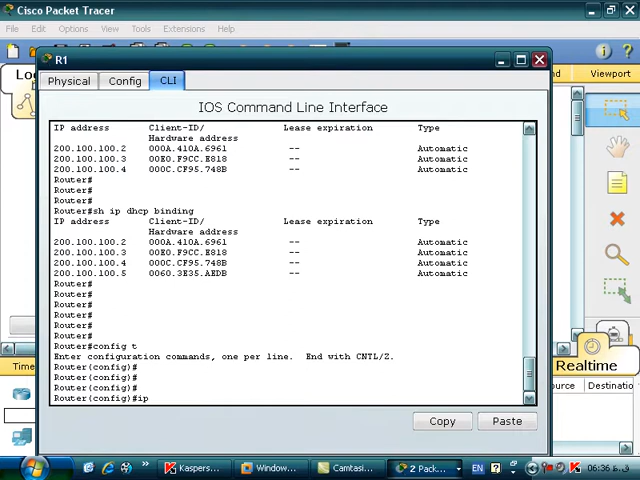 Cisco Packet Tracer
File Edit Options View Tools Extensions Help
R1
Viewport
Physical Config CLI
IOS Command Line Interface
IP address Client-ID/ Lease expiration Type
Hardware address
200.100.100.2 000A.410A.6961 -- Automatic
200.100.100.3 00E0.F9CC.E818 -- Automatic
200.100.100.4 000C.CF95.748B -- Automatic
Router#
Router#
Router#
Router#sh ip dhcp binding
IP address Client-ID/ Lease expiration Type
Hardware address
200.100.100.2 000A.410A.6961 -- Automatic
200.100.100.3 00E0.F9CC.E818 -- Automatic
200.100.100.4 000C.CF95.748B -- Automatic
200.100.100.5 0060.3E35.AEDB -- Automatic
Router#
Router#
Router#
Router#
Router#
Router#config t
Enter configuration commands, one per line. End with CNTL/Z.
Router(config)#
Router(config)#
Router(config)#
Router(config)#ip
Copy Paste
Time
Realtime
Destinatio
Kaspers... Window... Camtasi... 2 Pack... EN 06:36